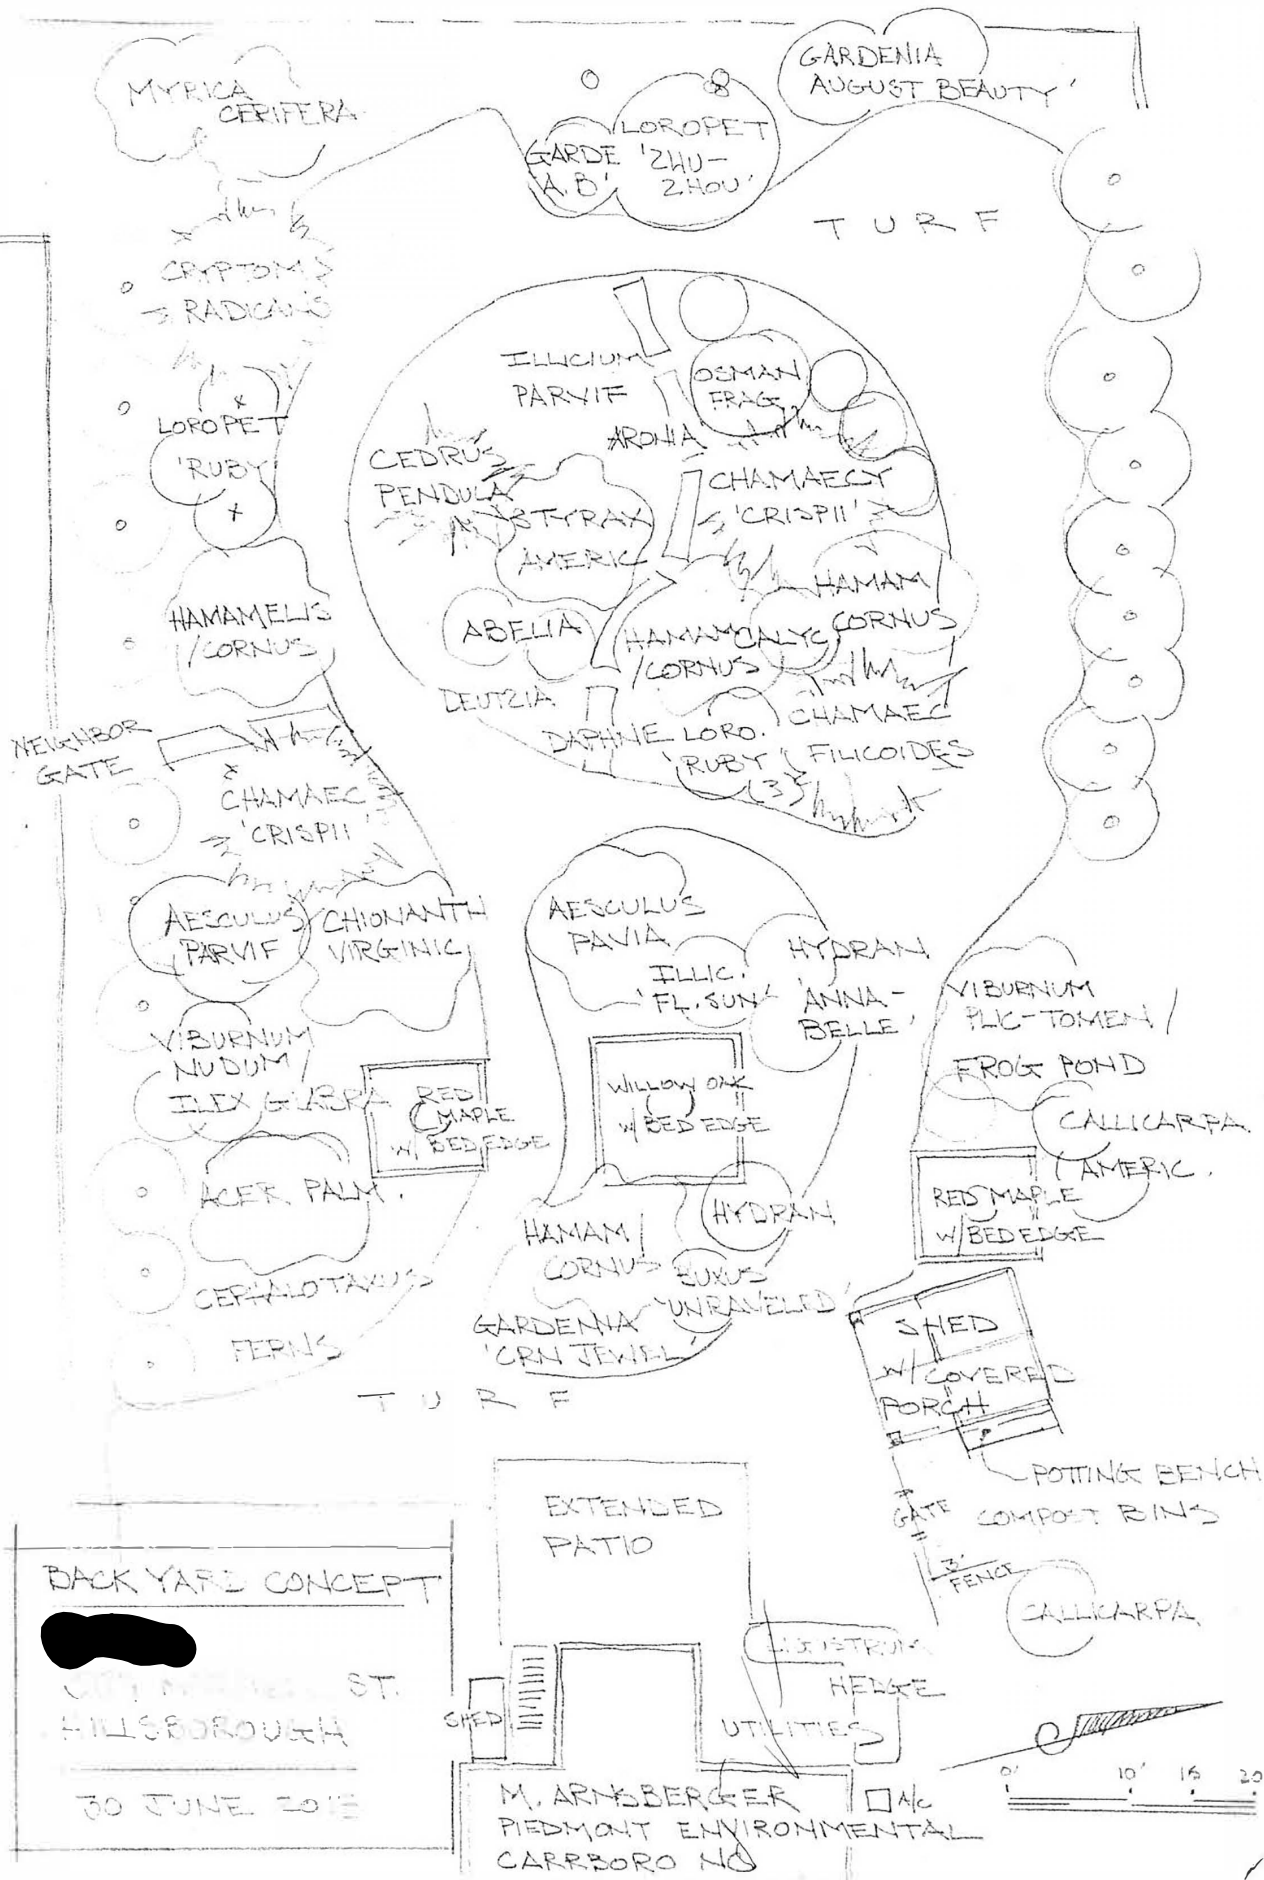 MYRICA
CERIFERA
GARDENIA
AUGUST BEAUTY'
LOROPET
'ZHU-
ZHOU'
GARDE
'A.B'
TURF
CRYPTOM
RADICANS
ILLICIUM
PARVIF
OSMAN
FRAG
ARONIA
LOROPET
'RUBY'
CEDRUS
PENDULA
CHAMAECY
'CRISPII'
STYRAX
AMERIC
HAMAMELIS
/CORNUS
ABELIA
HAMAM
/CORNUS
CALYC
HAMAM/
CORNUS
DEUTZIA
DAPHNE
LORO.
'RUBY'
(3)
CHAMAEC
FILICOIDES
NEIGHBOR
GATE
CHAMAEC
'CRISPII'
AESCULUS
PARVIF
CHIONANTH
VIRGINIC
AESCULUS
PAVIA
ILLIC.
'FL. SUN'
HYDRAN
'ANNA-
BELLE'
VIBURNUM
PLIC-TOMEN/
FROG POND
VIBURNUM
NUDUM/
ILEX GLABRA
RED
MAPLE
W/ BED EDGE
WILLOW OAK
W/ BED EDGE
CALLICARPA
AMERIC.
ACER PALM.
RED MAPLE
W/BED EDGE
HYDRAN
HAMAM/
CORNUS
BUXUS
'UNRAVELED'
CEPHALOTAXUS
FERNS
GARDENIA
'CRN JEWEL'
SHED
W/COVERED
PORCH
TURF
POTTING BENCH
COMPOST BINS
GATE
EXTENDED
PATIO
3'
FENCE
CALLICARPA
BACK YARD CONCEPT
ST.
HILLSBOROUGH
30 JUNE
SHED
LIGUSTRUM
HEDGE
UTILITIES
A/C
0' 10' 15 20
M. ARNSBERGER
PIEDMONT ENVIRONMENTAL
CARRBORO NC